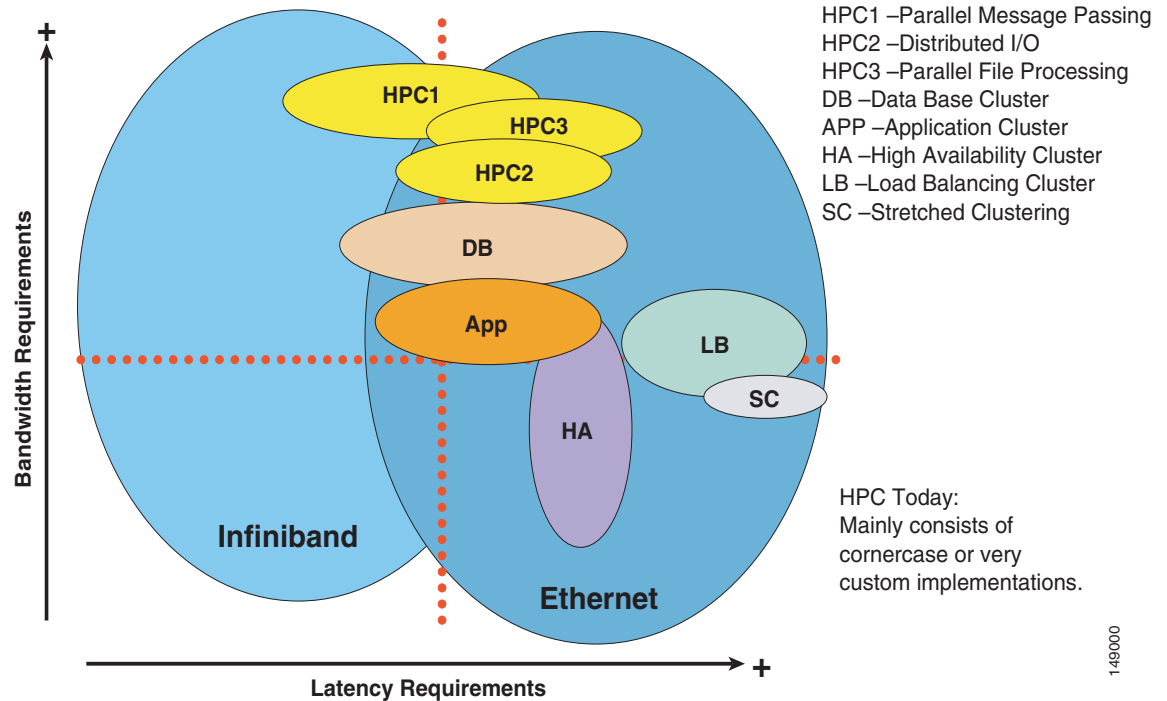 HPC1 –Parallel Message Passing
HPC2 –Distributed I/O
HPC3 –Parallel File Processing
DB –Data Base Cluster
APP –Application Cluster
HA –High Availability Cluster
LB –Load Balancing Cluster
SC –Stretched Clustering
+
Bandwidth Requirements
HPC1
HPC3
HPC2
DB
App
LB
SC
HA
Infiniband
Ethernet
HPC Today:
Mainly consists of
cornercase or very
custom implementations.
+
Latency Requirements
149000